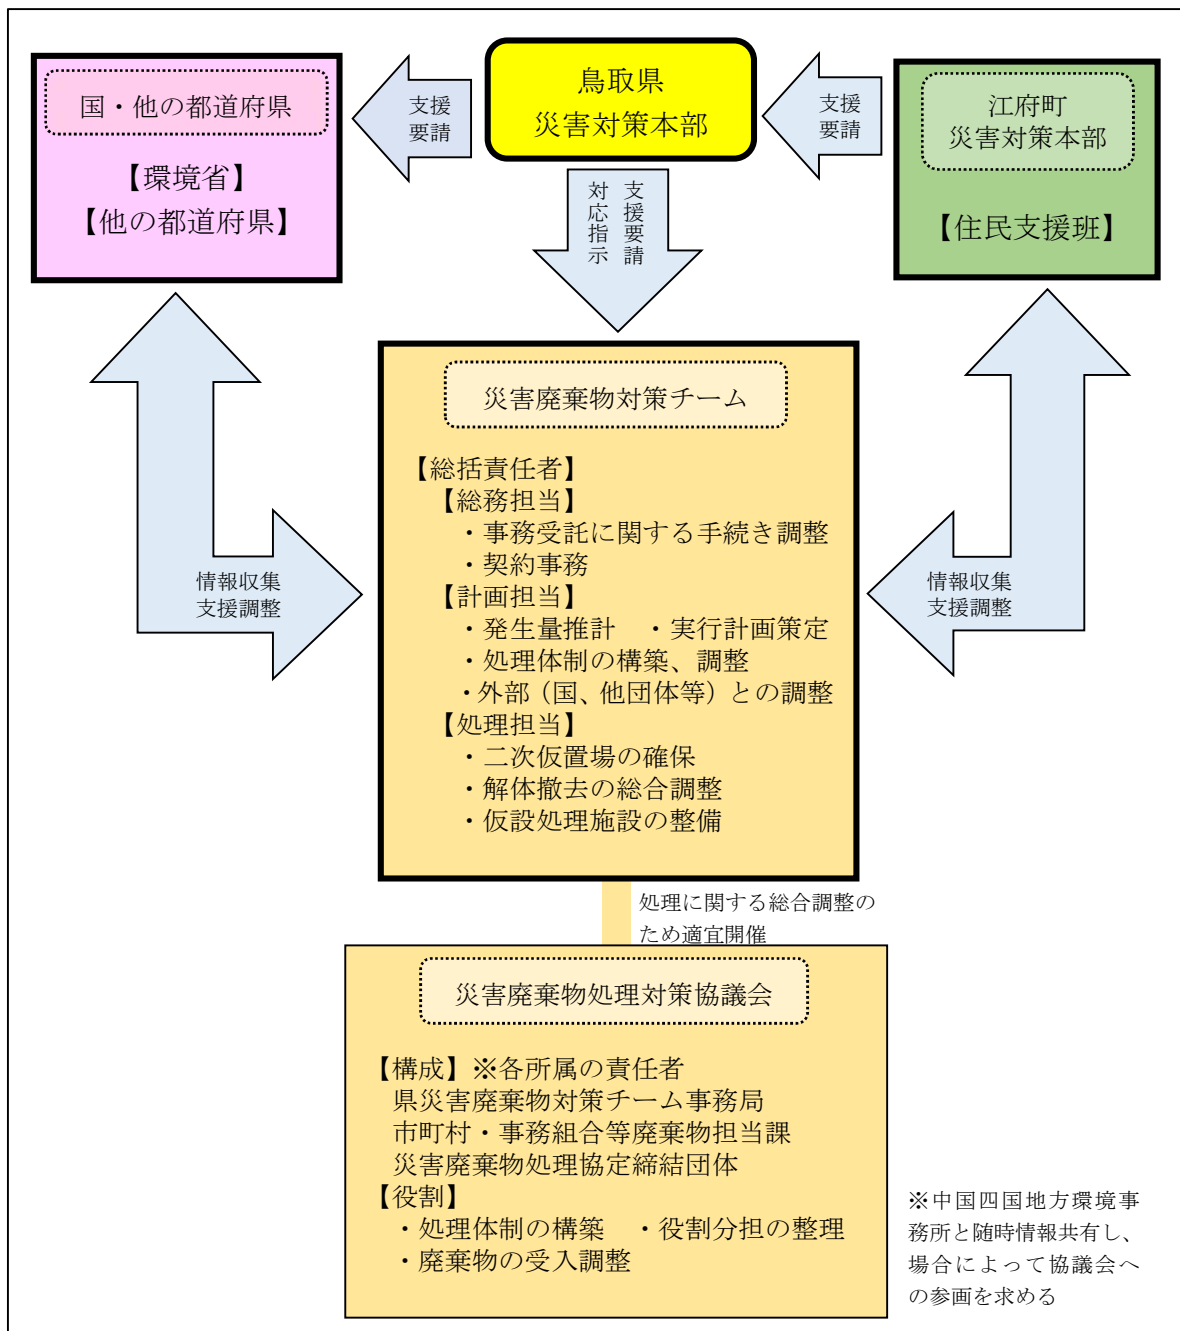 国・他の都道府県
【環境省】
【他の都道府県】
支援
要請
鳥取県
災害対策本部
支援
要請
江府町
災害対策本部
【住民支援班】
支援要請
対応指示
災害廃棄物対策チーム
【総括責任者】
【総務担当】
・事務受託に関する手続き調整
・契約事務
【計画担当】
・発生量推計 ・実行計画策定
・処理体制の構築、調整
・外部（国、他団体等）との調整
【処理担当】
・二次仮置場の確保
・解体撤去の総合調整
・仮設処理施設の整備
情報収集
支援調整
情報収集
支援調整
処理に関する総合調整の
ため適宜開催
災害廃棄物処理対策協議会
【構成】※各所属の責任者
県災害廃棄物対策チーム事務局
市町村・事務組合等廃棄物担当課
災害廃棄物処理協定締結団体
【役割】
・処理体制の構築 ・役割分担の整理
・廃棄物の受入調整
※中国四国地方環境事
務所と随時情報共有し、
場合によって協議会へ
の参画を求める